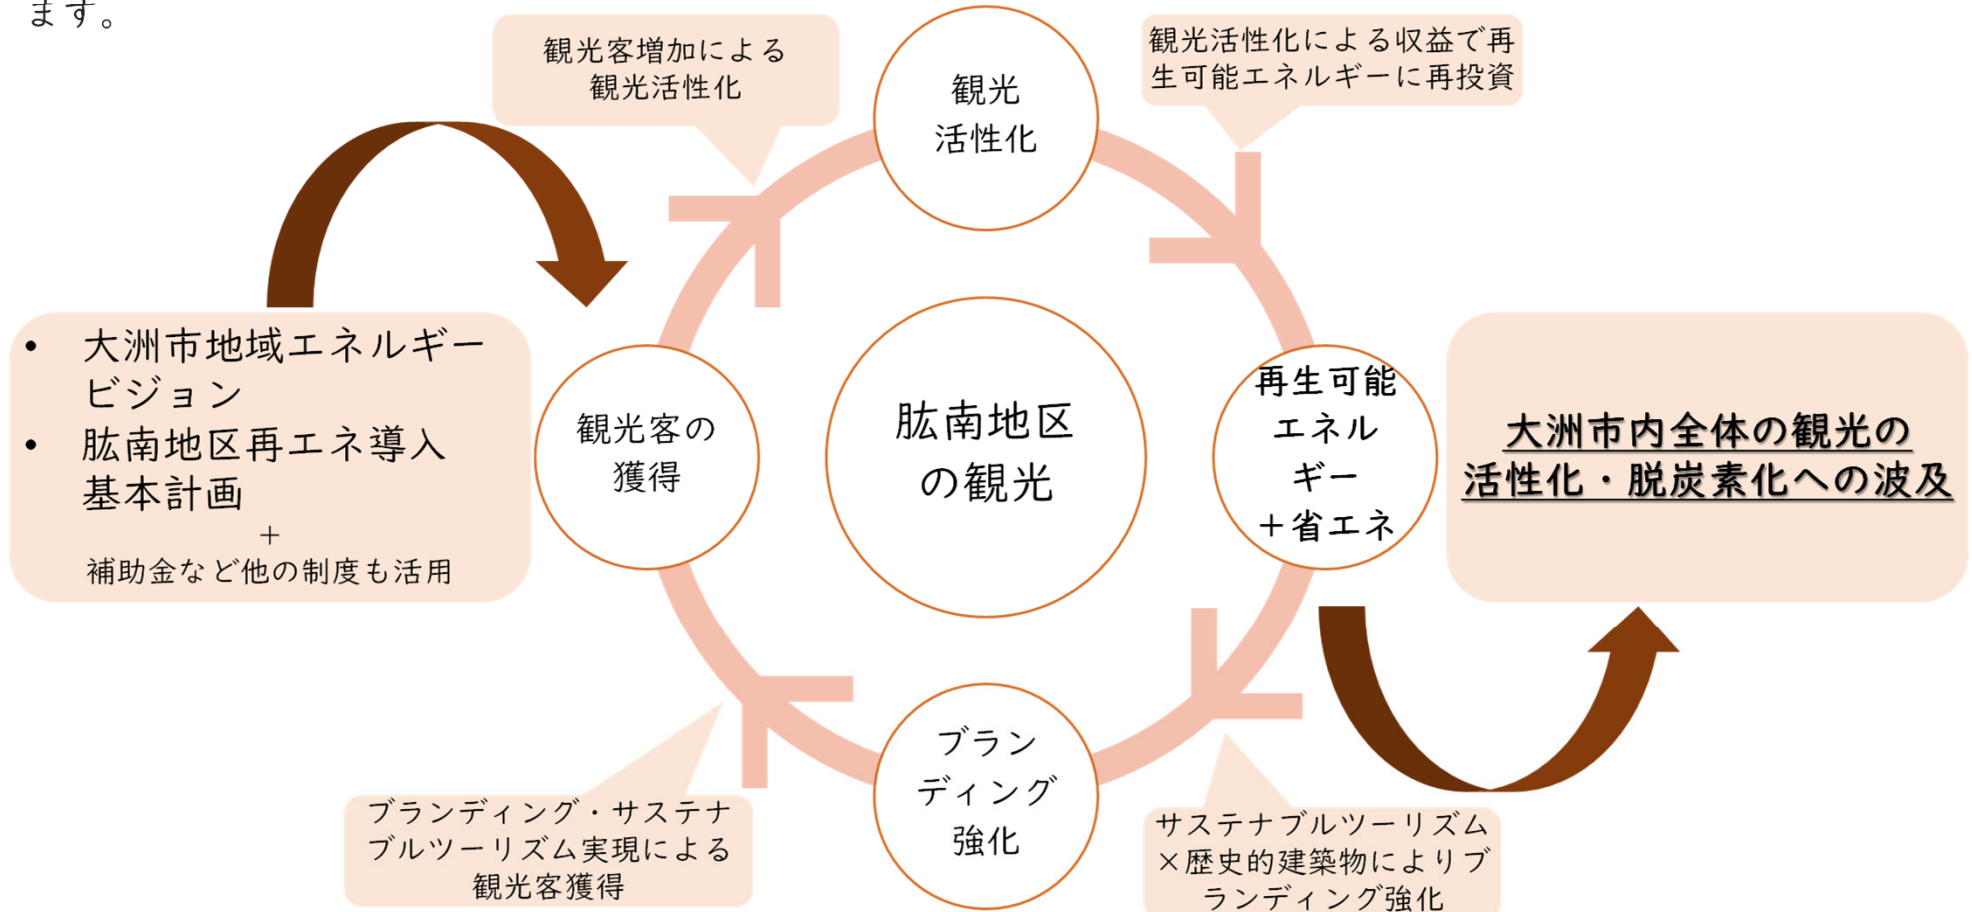 ます。
観光客増加による
観光活性化
観光
活性化
観光活性化による収益で再
生可能エネルギーに再投資
• 大洲市地域エネルギー
ビジョン
• 肱南地区再エネ導入
基本計画
+
補助金など他の制度も活用
観光客の
獲得
肱南地区
の観光
再生可能
エネル
ギー
+省エネ
大洲市内全体の観光の
活性化・脱炭素化への波及
ブランディング・サステナ
ブルツーリズム実現による
観光客獲得
ブラン
ディング
強化
サステナブルツーリズム
×歴史的建築物によりブ
ランディング強化